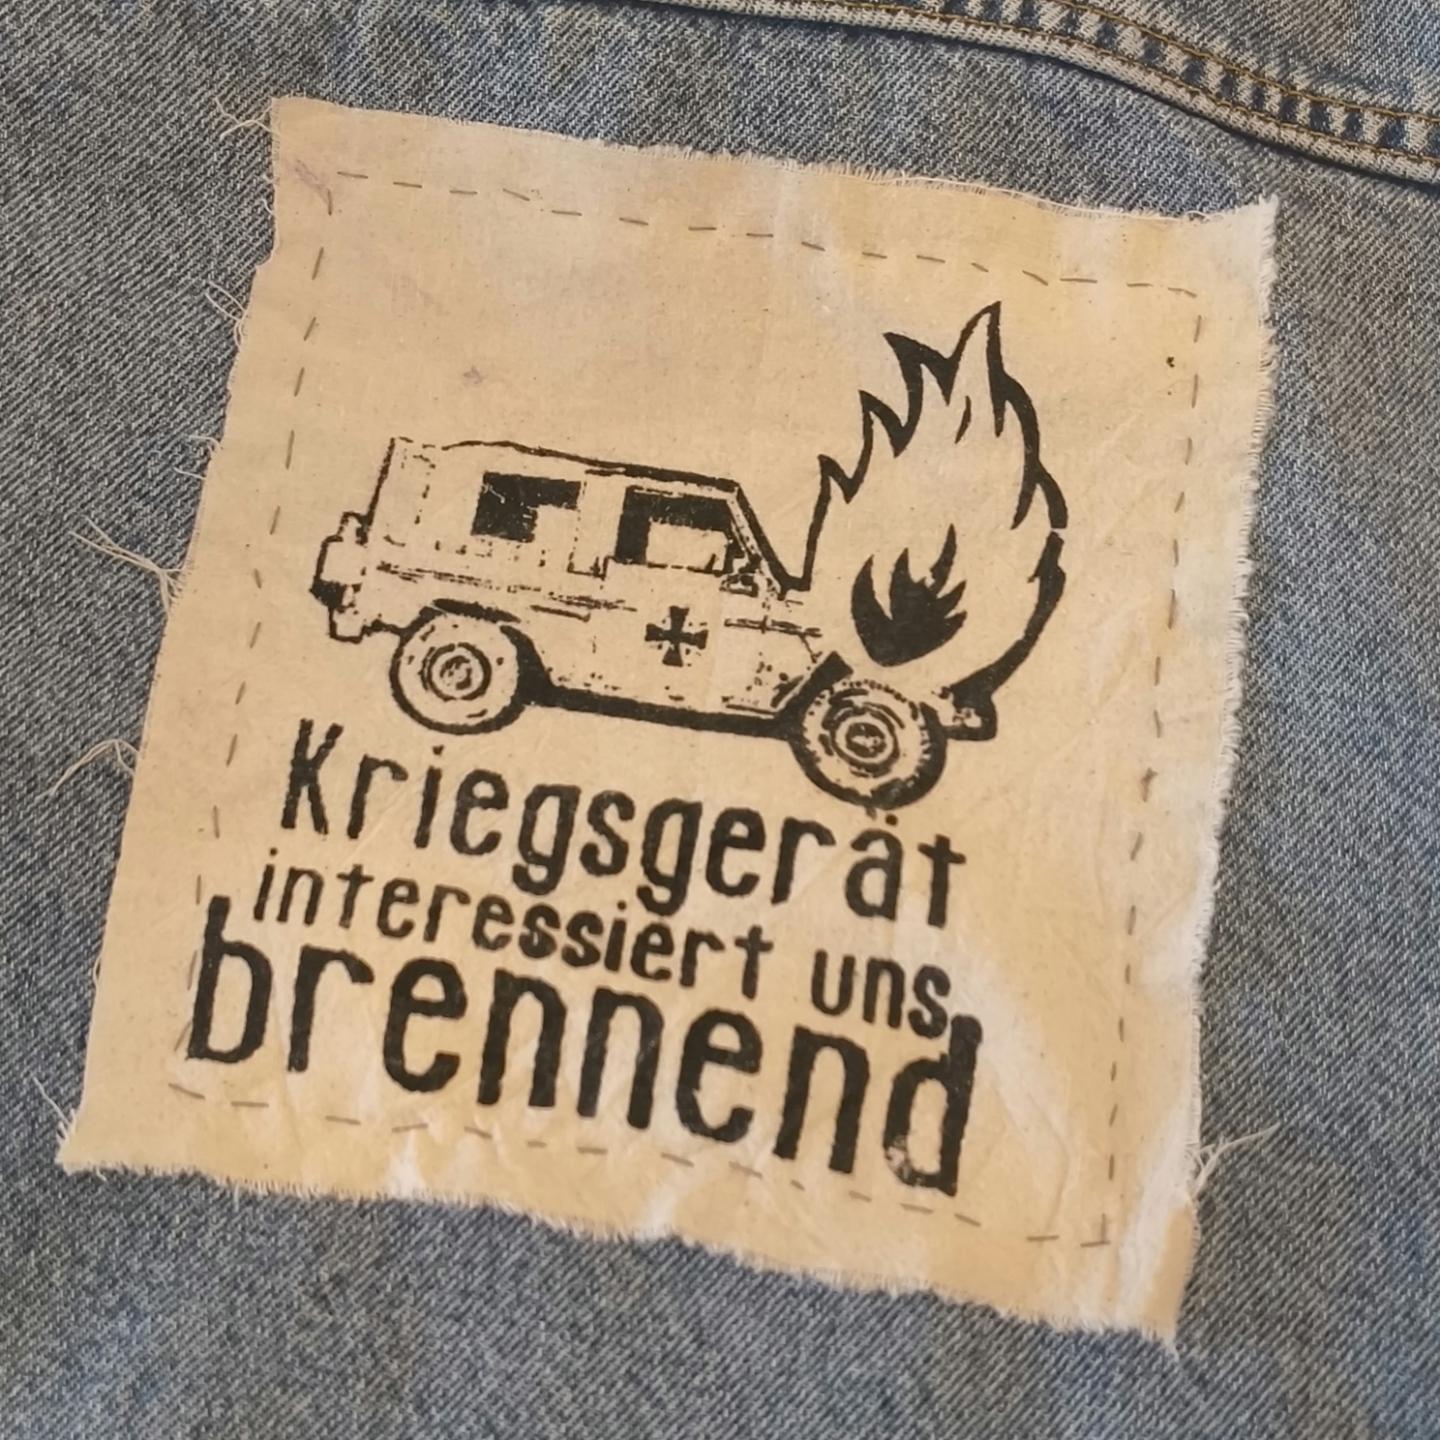 Kriegsgerät
interessiert uns
brennend